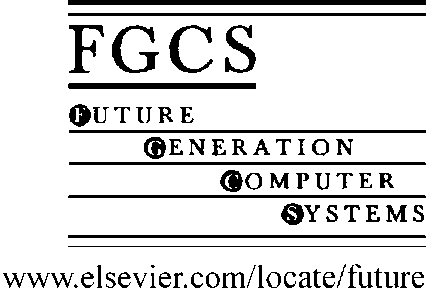 FGCS
FUTURE
GENERATION
COMPUTER
SYSTEMS
www.elsevier.com/locate/future